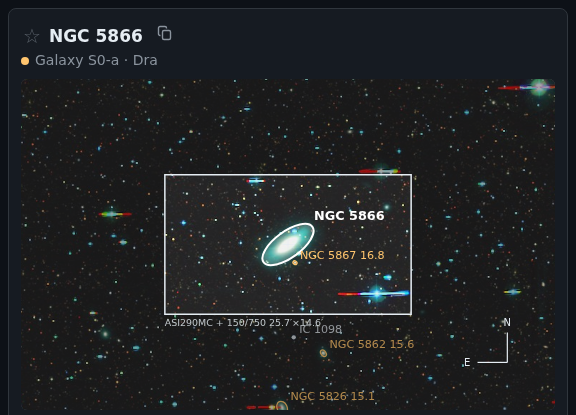 NGC 5866
Galaxy S0-a · Dra
NGC 5866
NGC 5867 16.8
ASI290MC + 150/750 25.7'×14.6'
IC 1098
NGC 5862 15.6
N
E
NGC 5826 15.1